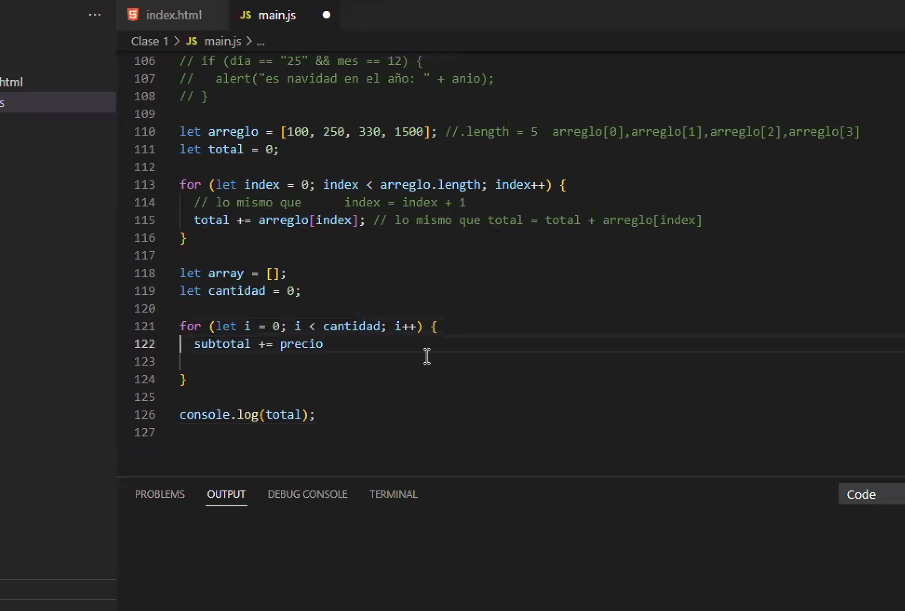 ... index.html JS main.js ●
Clase 1 > JS main.js > ...
html
s
106 // if (dia == "25" && mes == 12) {
107 //   alert("es navidad en el año: " + anio);
108 // }
109
110 let arreglo = [100, 250, 330, 1500]; //.length = 5  arreglo[0],arreglo[1],arreglo[2],arreglo[3]
111 let total = 0;
112
113 for (let index = 0; index < arreglo.length; index++) {
114   // lo mismo que      index = index + 1
115   total += arreglo[index]; // lo mismo que total = total + arreglo[index]
116 }
117
118 let array = [];
119 let cantidad = 0;
120
121 for (let i = 0; i < cantidad; i++) {
122   subtotal += precio
123
124 }
125
126 console.log(total);
127
PROBLEMS OUTPUT DEBUG CONSOLE TERMINAL Code